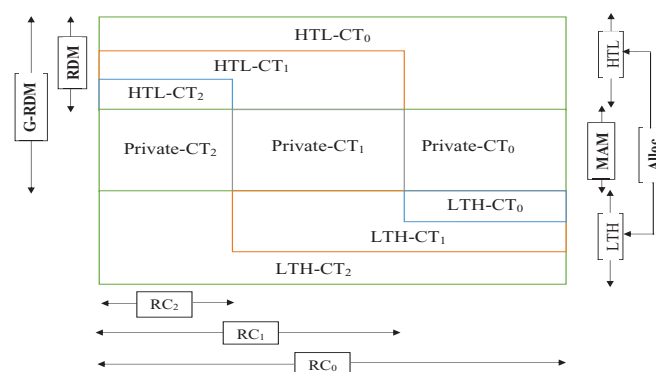 HTL-CT0
HTL-CT1
HTL-CT2
Private-CT2
Private-CT1
Private-CT0
LTH-CT0
LTH-CT1
LTH-CT2
G-RDM
RDM
HTL
MAM
LTH
Alloc
RC2
RC1
RC0